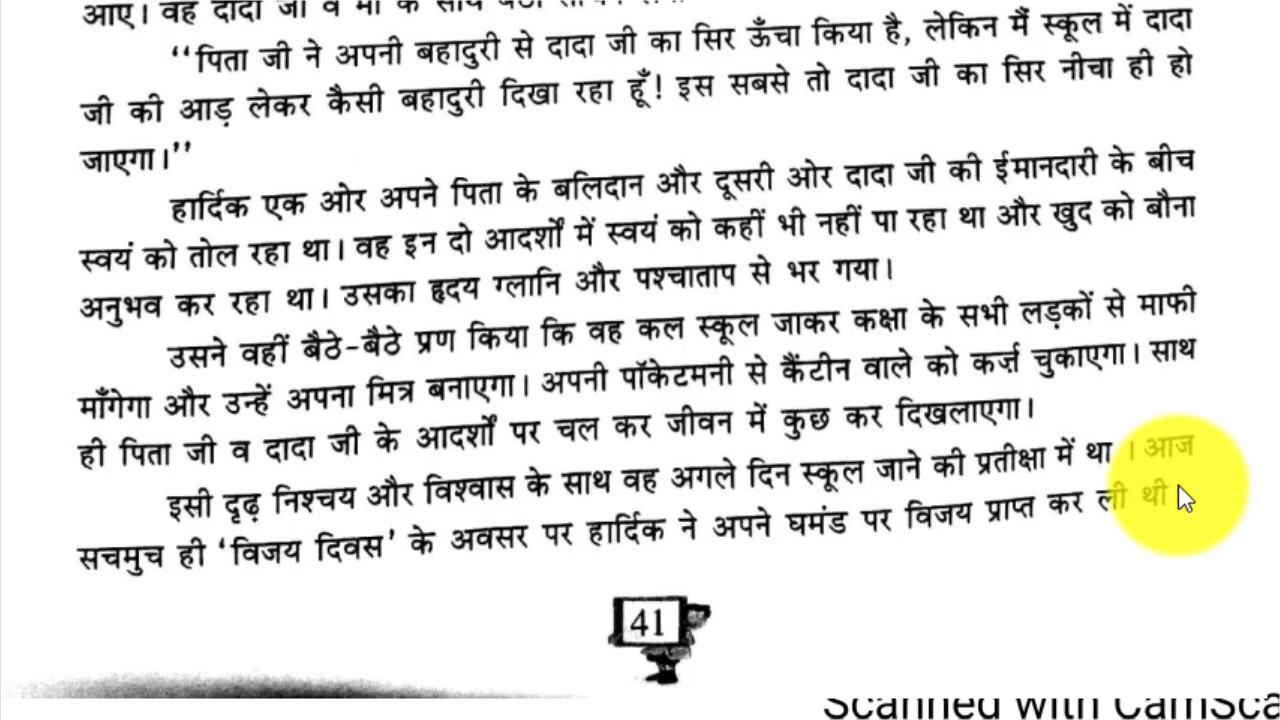 आए। वह दादा जी व माँ के साथ
‘‘पिता जी ने अपनी बहादुरी से दादा जी का सिर ऊँचा किया है, लेकिन मैं स्कूल में दादा
जी की आड़ लेकर कैसी बहादुरी दिखा रहा हूँ! इस सबसे तो दादा जी का सिर नीचा ही हो
जाएगा।’’
हार्दिक एक ओर अपने पिता के बलिदान और दूसरी ओर दादा जी की ईमानदारी के बीच
स्वयं को तोल रहा था। वह इन दो आदर्शों में स्वयं को कहीं भी नहीं पा रहा था और खुद को बौना
अनुभव कर रहा था। उसका हृदय ग्लानि और पश्चाताप से भर गया।
उसने वहीं बैठे-बैठे प्रण किया कि वह कल स्कूल जाकर कक्षा के सभी लड़कों से माफी
माँगेगा और उन्हें अपना मित्र बनाएगा। अपनी पॉकेटमनी से कैंटीन वाले को कर्ज़ चुकाएगा। साथ
ही पिता जी व दादा जी के आदर्शों पर चल कर जीवन में कुछ कर दिखलाएगा।
इसी दृढ़ निश्चय और विश्वास के साथ वह अगले दिन स्कूल जाने की प्रतीक्षा में था । आज
सचमुच ही ‘विजय दिवस’ के अवसर पर हार्दिक ने अपने घमंड पर विजय प्राप्त कर ली थी
41
Scanned with CamSca